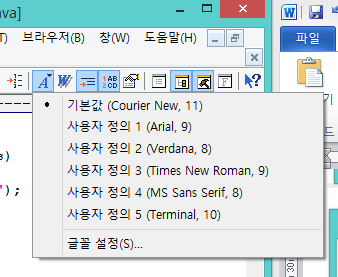 ava]
(T) 브라우저(B) 창(W) 도움말(H)
파일
기본값 (Courier New, 11)
사용자 정의 1 (Arial, 9)
사용자 정의 2 (Verdana, 8)
사용자 정의 3 (Times New Roman, 9)
사용자 정의 4 (MS Sans Serif, 8)
사용자 정의 5 (Terminal, 10)
글꼴 설정(S)...
");